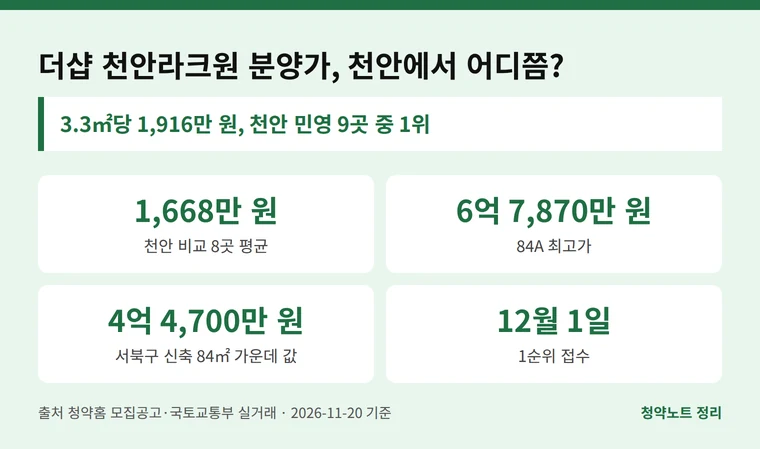 더샵 천안라크원 분양가, 천안에서 어디쯤?
3.3㎡당 1,916만 원, 천안 민영 9곳 중 1위
1,668만 원
천안 비교 8곳 평균
6억 7,870만 원
84A 최고가
4억 4,700만 원
서북구 신축 84㎡ 가운데 값
12월 1일
1순위 접수
출처 청약홈 모집공고·국토교통부 실거래 · 2026-11-20 기준
청약노트 정리